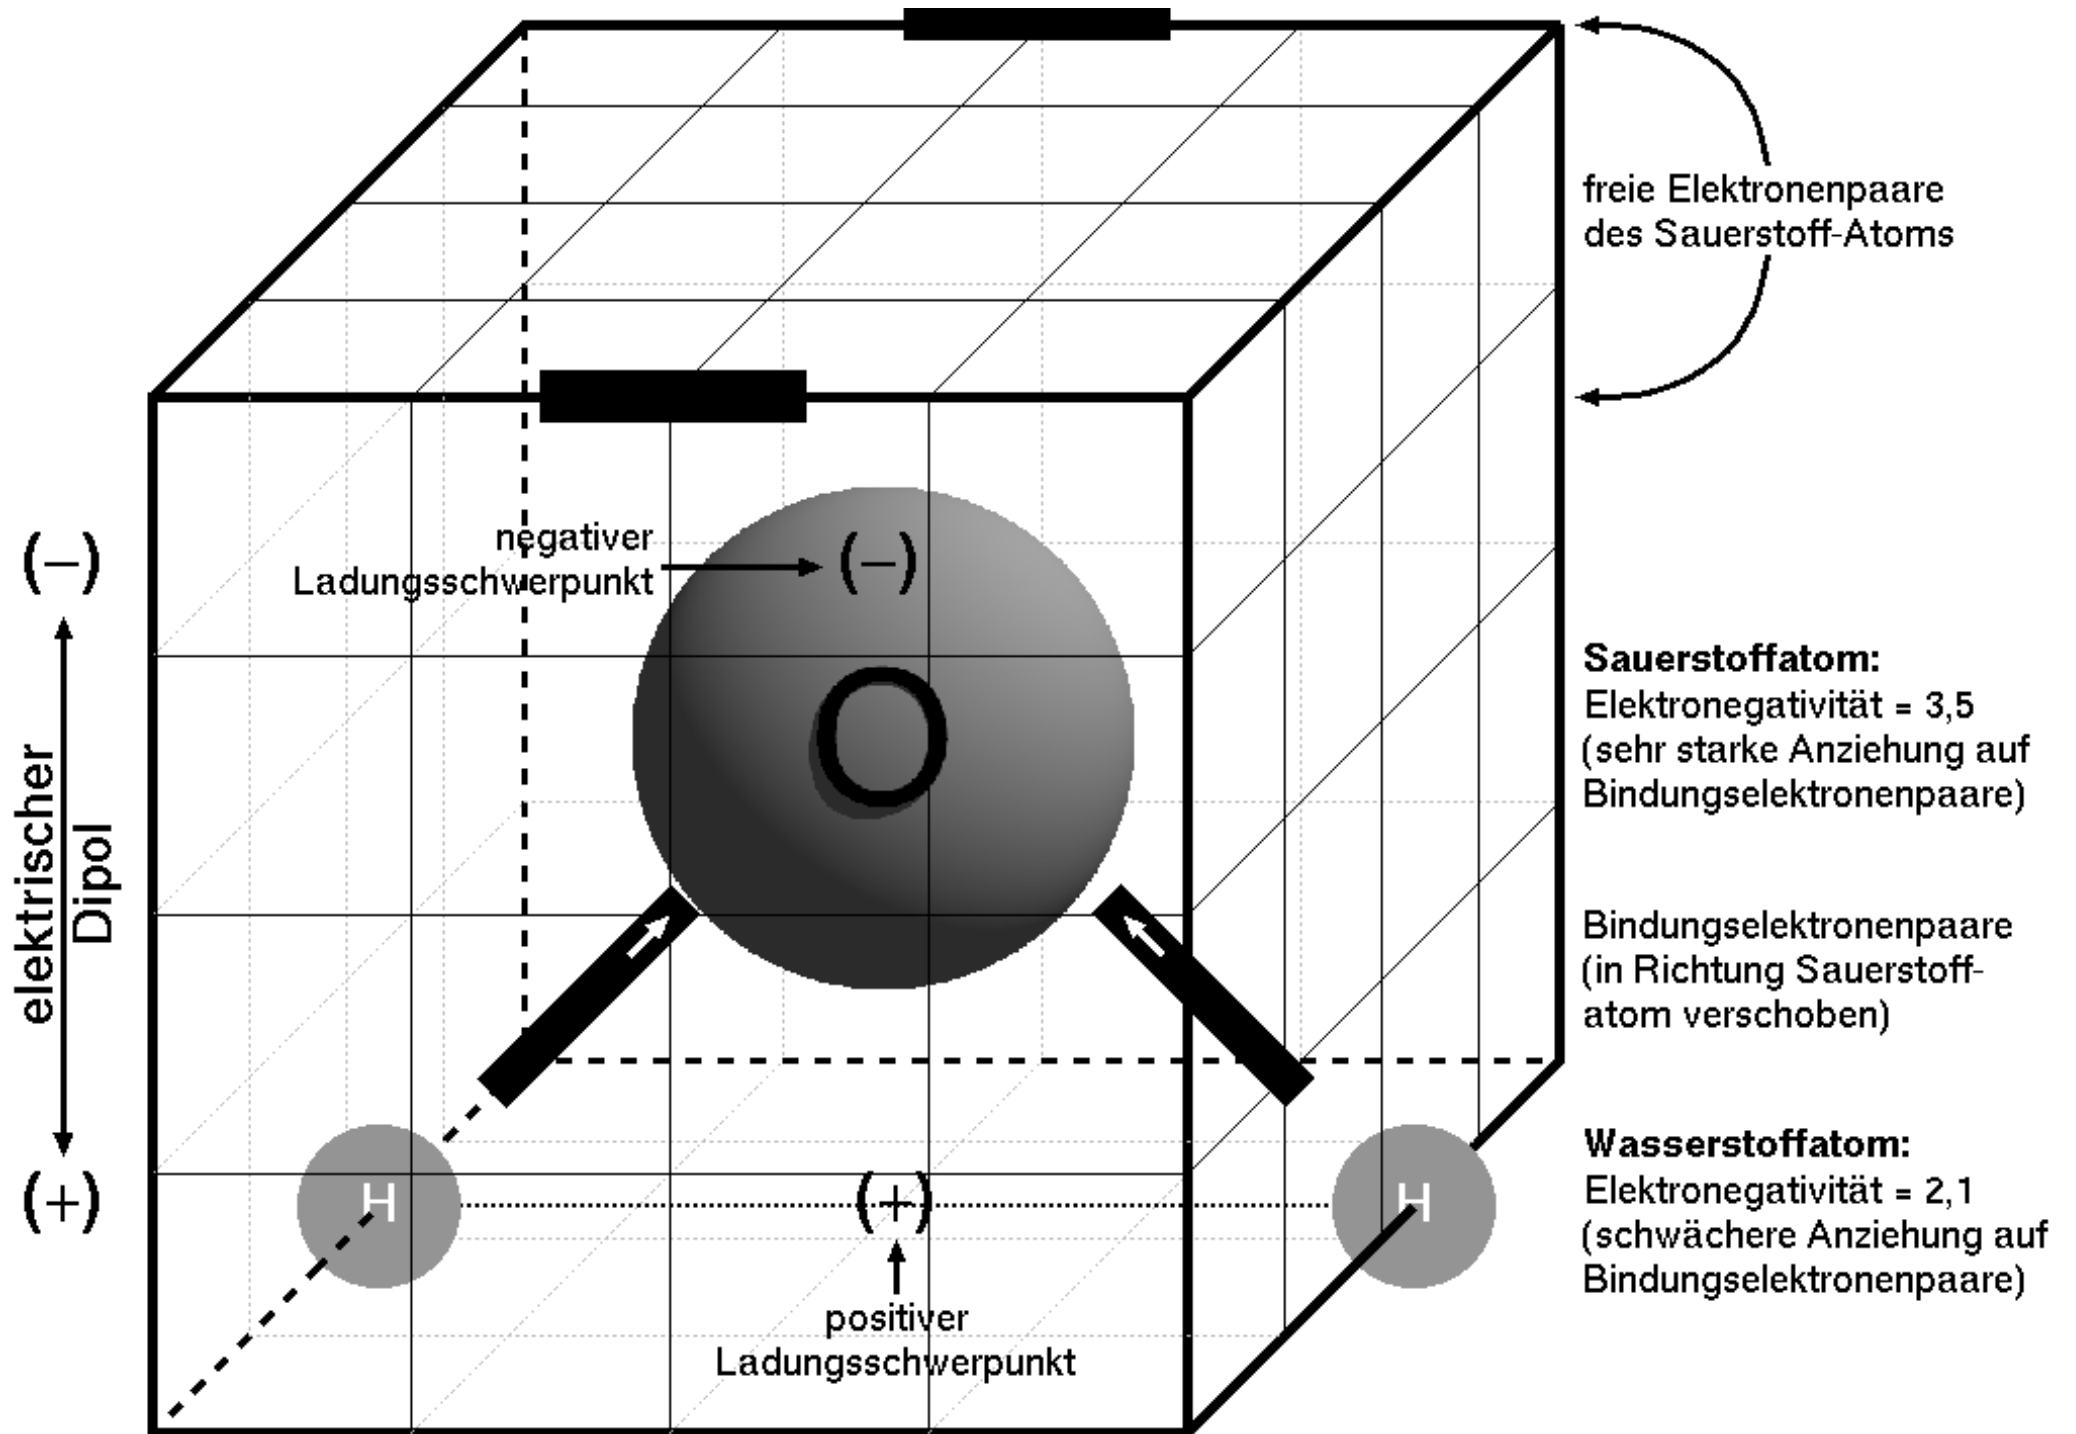 freie Elektronenpaare
des Sauerstoff-Atoms
(–)
negativer
Ladungsschwerpunkt
(–)
O
Sauerstoffatom:
Elektronegativität = 3,5
(sehr starke Anziehung auf
Bindungselektronenpaare)
elektrischer
Dipol
Bindungselektronenpaare
(in Richtung Sauerstoff-
atom verschoben)
(+)
H
(+)
H
Wasserstoffatom:
Elektronegativität = 2,1
(schwächere Anziehung auf
Bindungselektronenpaare)
positiver
Ladungsschwerpunkt